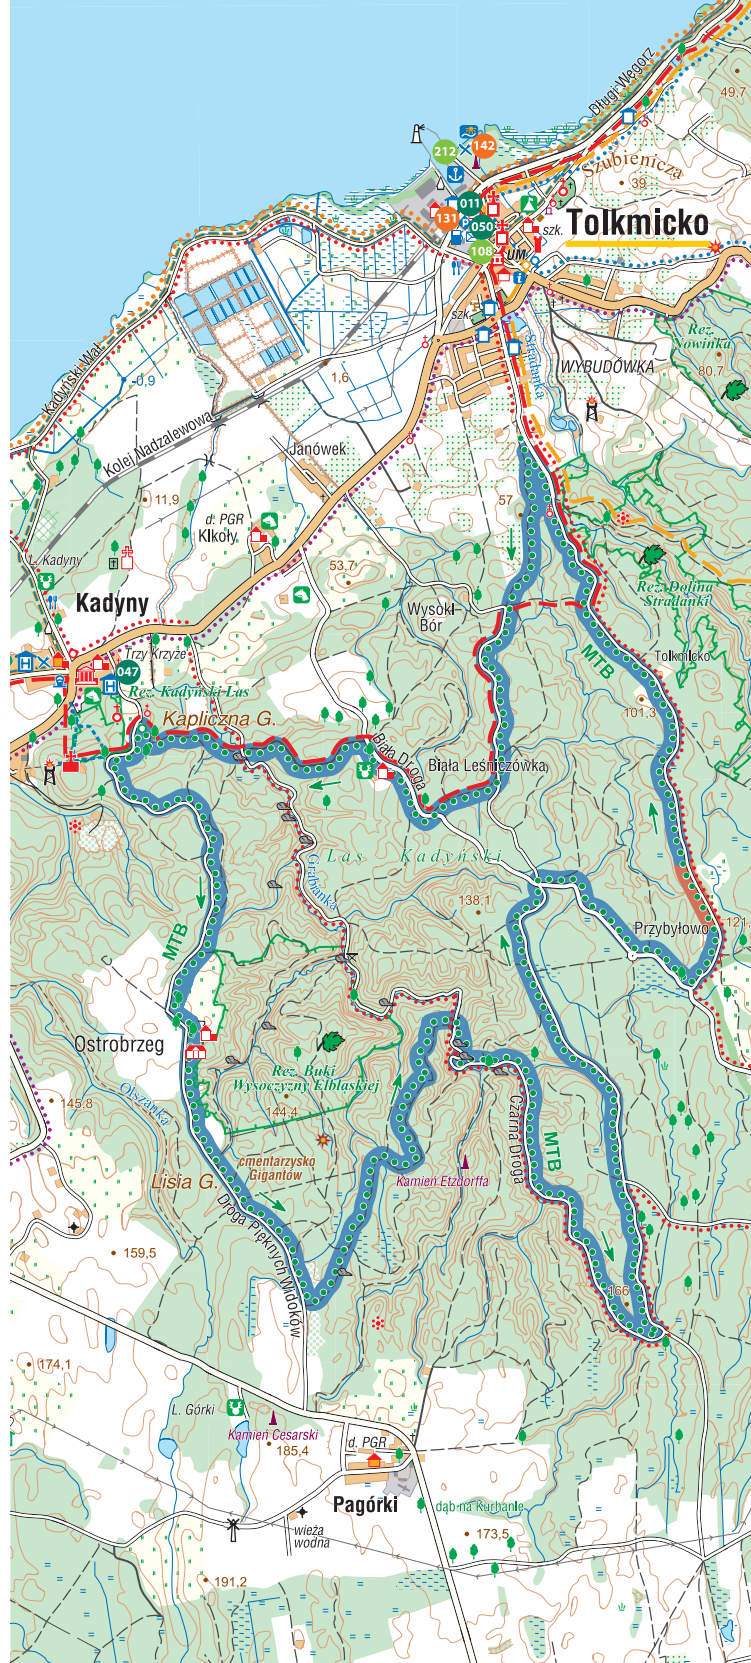 Długi Węgorz
49,7
212
142
Szubienicza
39
011
131
050
Tolkmicko
szk.
108
UM
Rez.
Nowinka
szk.
Stradanka
WYBUDÓWKA
80,7
Kadyński Wał
-0,9
1,6
Kolej Nadzalewowa
Janówek
57
11,9
d. PGR
Kikoły
L. Kadyny
53,7
Rez. Dolina
Stradanki
Kadyny
Wysoki
Bór
Trzy Krzyże
Tolkmicko
047
MTB
Rez. Kadyński Las
101,3
Kapliczna G.
Biała Droga
Biała Leśniczówka
Las Kadyński
Grabianka
138,1
121,
Przybyłowo
MTB
Ostrobrzeg
Rez. Buki
Wysoczyzny Elbląskiej
Olszanka
145,8
144,4
Czarna Droga
MTB
cmentarzysko
Gigantów
Kamień Etzdorffa
Lisia G.
Droga Pięknych Widoków
159,5
166
174,1
L. Górki
Kamień Cesarski
185,4
d. PGR
Pagórki
dąb na Kurhanie
wieża
wodna
173,5
191,2